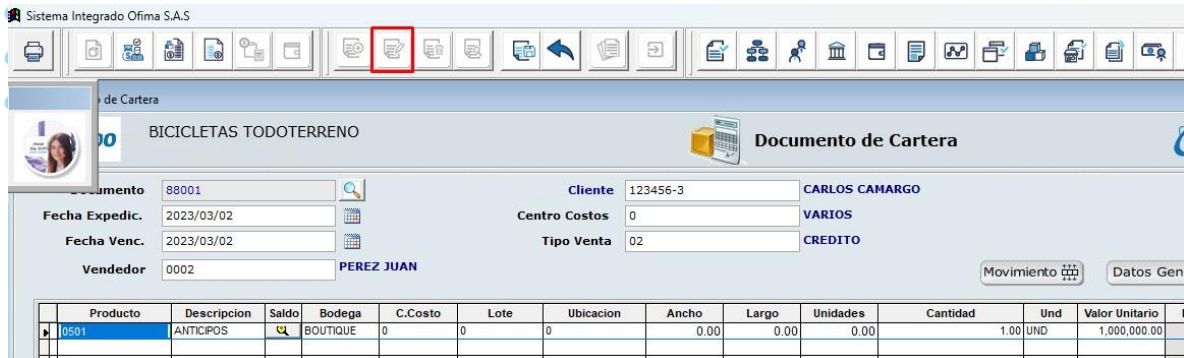 Sistema Integrado Ofima S.A.S
o de Cartera
BICICLETAS TODOTERRENO
Documento de Cartera
Documento 88001 Cliente 123456-3 CARLOS CAMARGO
Fecha Expedic. 2023/03/02 Centro Costos 0 VARIOS
Fecha Venc. 2023/03/02 Tipo Venta 02 CREDITO
Vendedor 0002 PEREZ JUAN Movimiento Datos Gen
Producto Descripcion Saldo Bodega C.Costo Lote Ubicacion Ancho Largo Unidades Cantidad Und Valor Unitario
0501 ANTICIPOS BOUTIQUE 0 0 0 0.00 0.00 0.00 1.00 UND 1,000,000.00